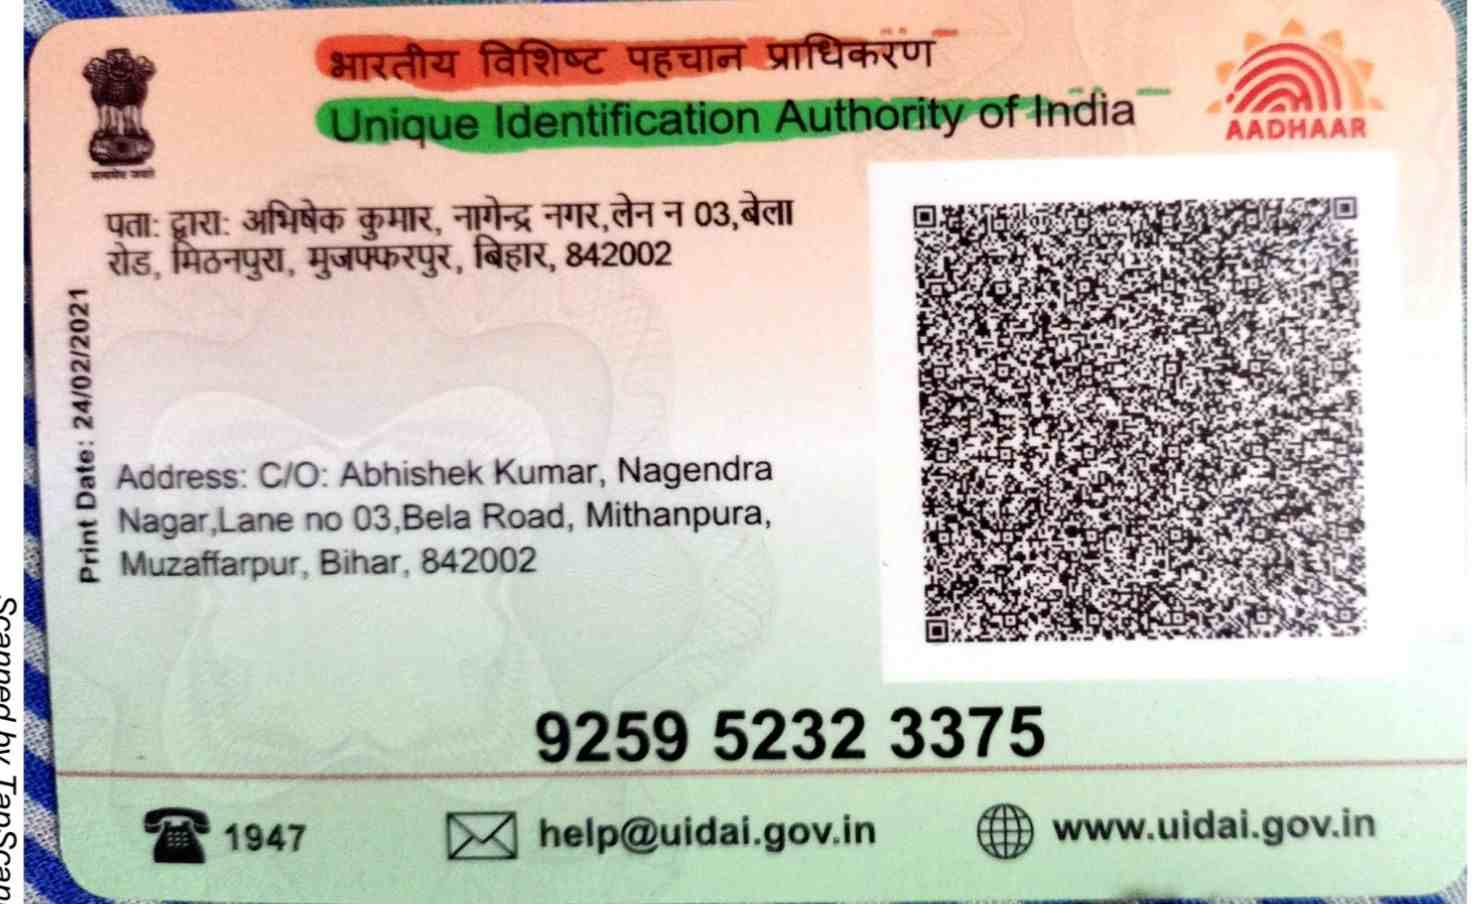 भारतीय विशिष्ट पहचान प्राधिकरण
Unique Identification Authority of India
AADHAAR
सत्यमेव जयते
पता: द्वारा: अभिषेक कुमार, नागेन्द्र नगर,लेन न 03,बेला
रोड, मिठनपुरा, मुजफ्फरपुर, बिहार, 842002
Print Date: 24/02/2021
Address: C/O: Abhishek Kumar, Nagendra
Nagar,Lane no 03,Bela Road, Mithanpura,
Muzaffarpur, Bihar, 842002
9259 5232 3375
1947
help@uidai.gov.in
www.uidai.gov.in
Scanned by TapScan